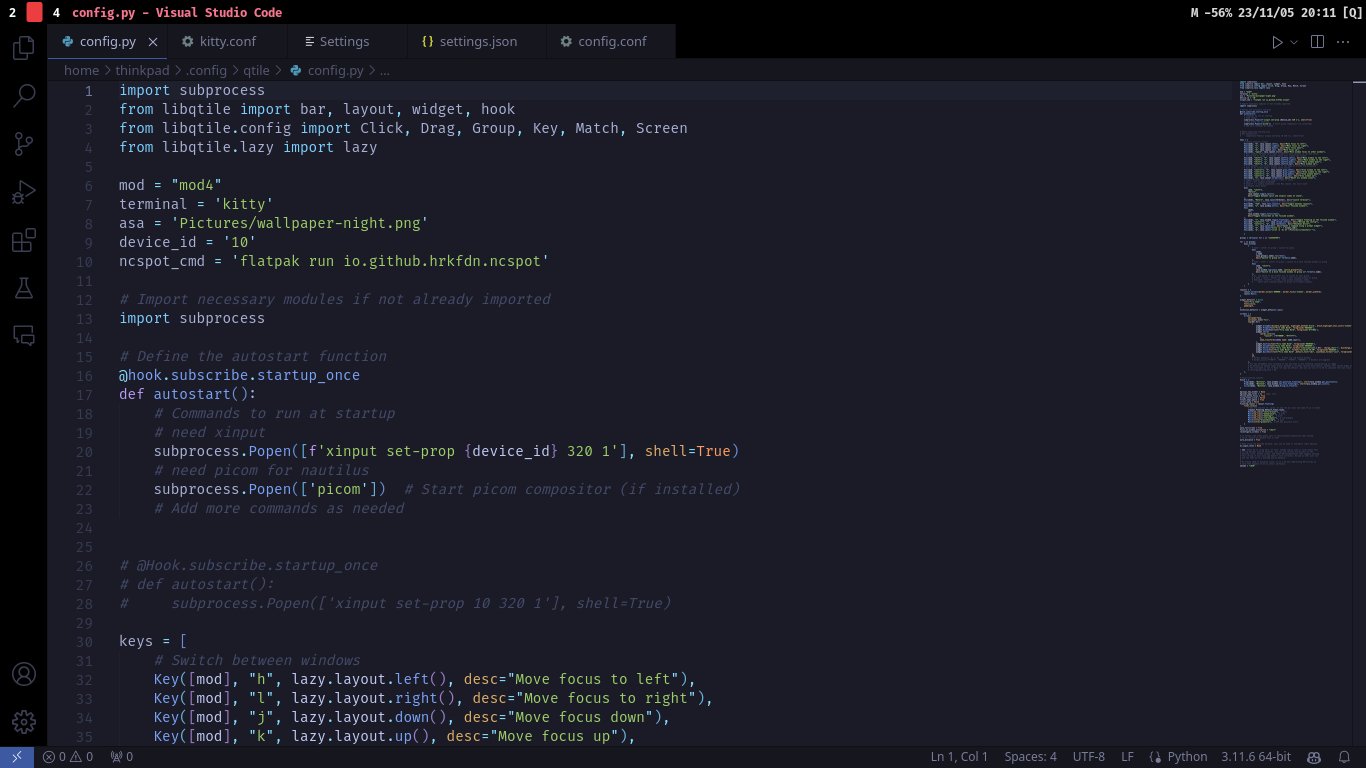 2 4 config.py - Visual Studio Code M -56% 23/11/05 20:11 [Q]
config.py kitty.conf Settings settings.json config.conf
home > thinkpad > .config > qtile > config.py > ...
1 import subprocess
2 from libqtile import bar, layout, widget, hook
3 from libqtile.config import Click, Drag, Group, Key, Match, Screen
4 from libqtile.lazy import lazy
5
6 mod = "mod4"
7 terminal = 'kitty'
8 asa = 'Pictures/wallpaper-night.png'
9 device_id = '10'
10 ncspot_cmd = 'flatpak run io.github.hrkfdn.ncspot'
11
12 # Import necessary modules if not already imported
13 import subprocess
14
15 # Define the autostart function
16 @hook.subscribe.startup_once
17 def autostart():
18     # Commands to run at startup
19     # need xinput
20     subprocess.Popen([f'xinput set-prop {device_id} 320 1'], shell=True)
21     # need picom for nautilus
22     subprocess.Popen(['picom'])  # Start picom compositor (if installed)
23     # Add more commands as needed
24
25
26 # @Hook.subscribe.startup_once
27 # def autostart():
28 #     subprocess.Popen(['xinput set-prop 10 320 1'], shell=True)
29
30 keys = [
31     # Switch between windows
32     Key([mod], "h", lazy.layout.left(), desc="Move focus to left"),
33     Key([mod], "l", lazy.layout.right(), desc="Move focus to right"),
34     Key([mod], "j", lazy.layout.down(), desc="Move focus down"),
35     Key([mod], "k", lazy.layout.up(), desc="Move focus up"),
0 0 0 Ln 1, Col 1 Spaces: 4 UTF-8 LF Python 3.11.6 64-bit